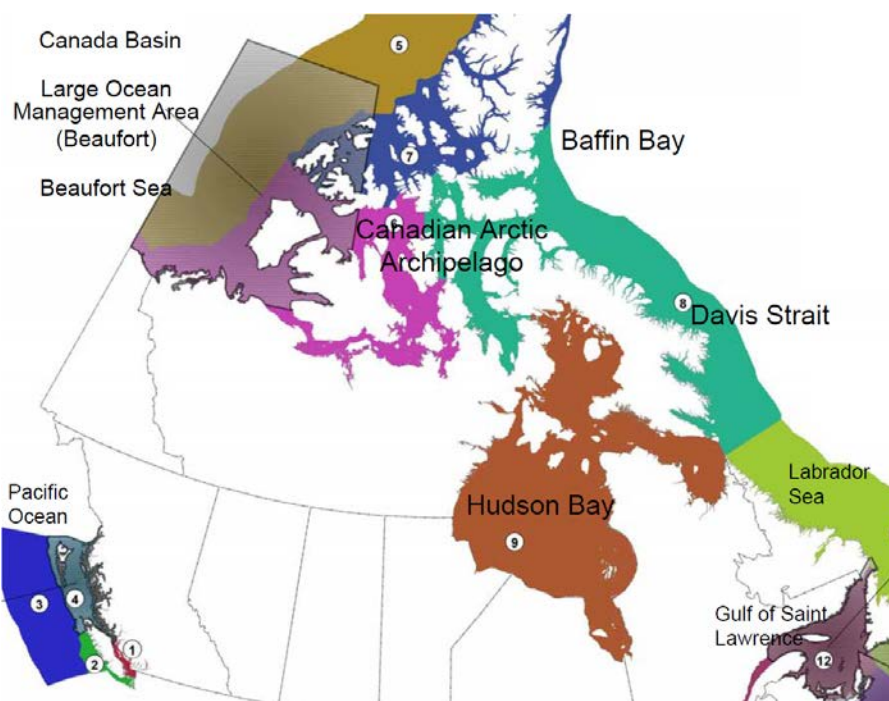 Canada Basin
5
Large Ocean
Management Area
(Beaufort)
Baffin Bay
7
Beaufort Sea
6
Canadian Arctic
Archipelago
8
Davis Strait
Labrador
Sea
Pacific
Ocean
Hudson Bay
9
3
4
Gulf of Saint
Lawrence
1
2
12